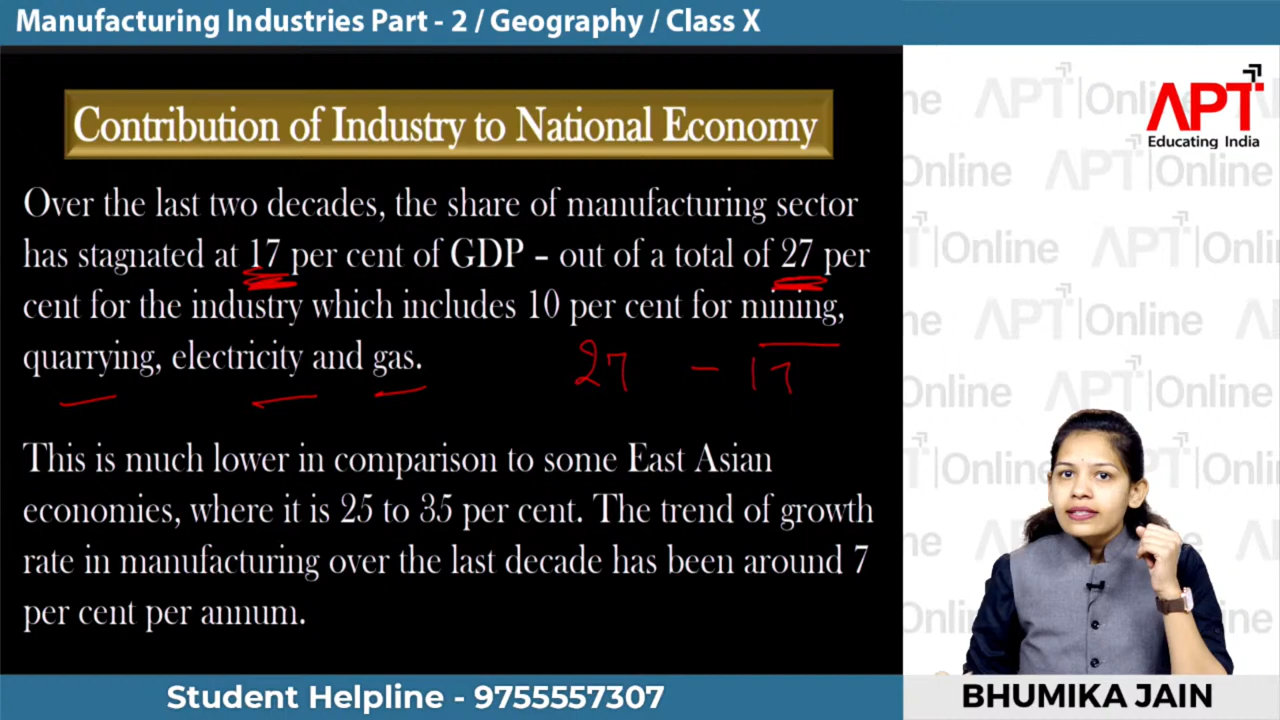 Manufacturing Industries Part - 2 / Geography / Class X
APT
Educating India
Contribution of Industry to National Economy
Over the last two decades, the share of manufacturing sector
has stagnated at 17 per cent of GDP – out of a total of 27 per
cent for the industry which includes 10 per cent for mining,
quarrying, electricity and gas.
27 - 17
This is much lower in comparison to some East Asian
economies, where it is 25 to 35 per cent. The trend of growth
rate in manufacturing over the last decade has been around 7
per cent per annum.
Student Helpline - 9755557307
BHUMIKA JAIN